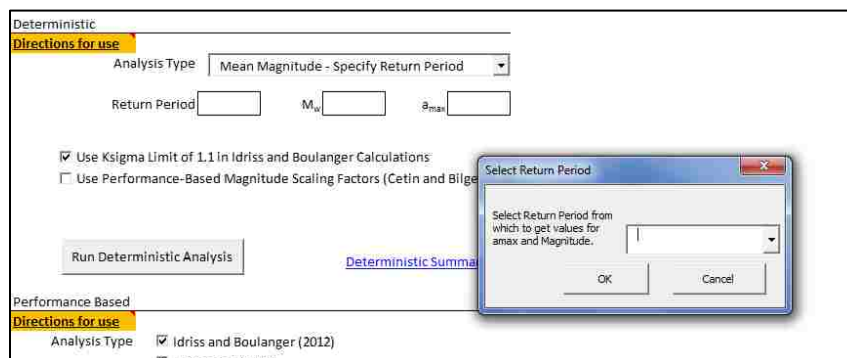 Deterministic
Directions for use
Analysis Type Mean Magnitude - Specify Return Period
Return Period Mw amax
Use Ksigma Limit of 1.1 in Idriss and Boulanger Calculations
Use Performance-Based Magnitude Scaling Factors (Cetin and Bilge
Select Return Period
Select Return Period from
which to get values for
amax and Magnitude.
OK Cancel
Run Deterministic Analysis
Deterministic Summa
Performance Based
Directions for use
Analysis Type Idriss and Boulanger (2012)